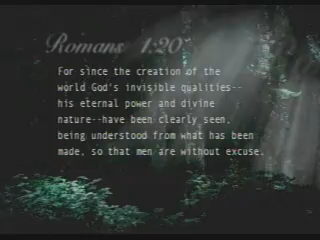 Romans 1:20
For since the creation of the
world God's invisible qualities--
his eternal power and divine
nature--have been clearly seen,
being understood from what has been
made, so that men are without excuse.